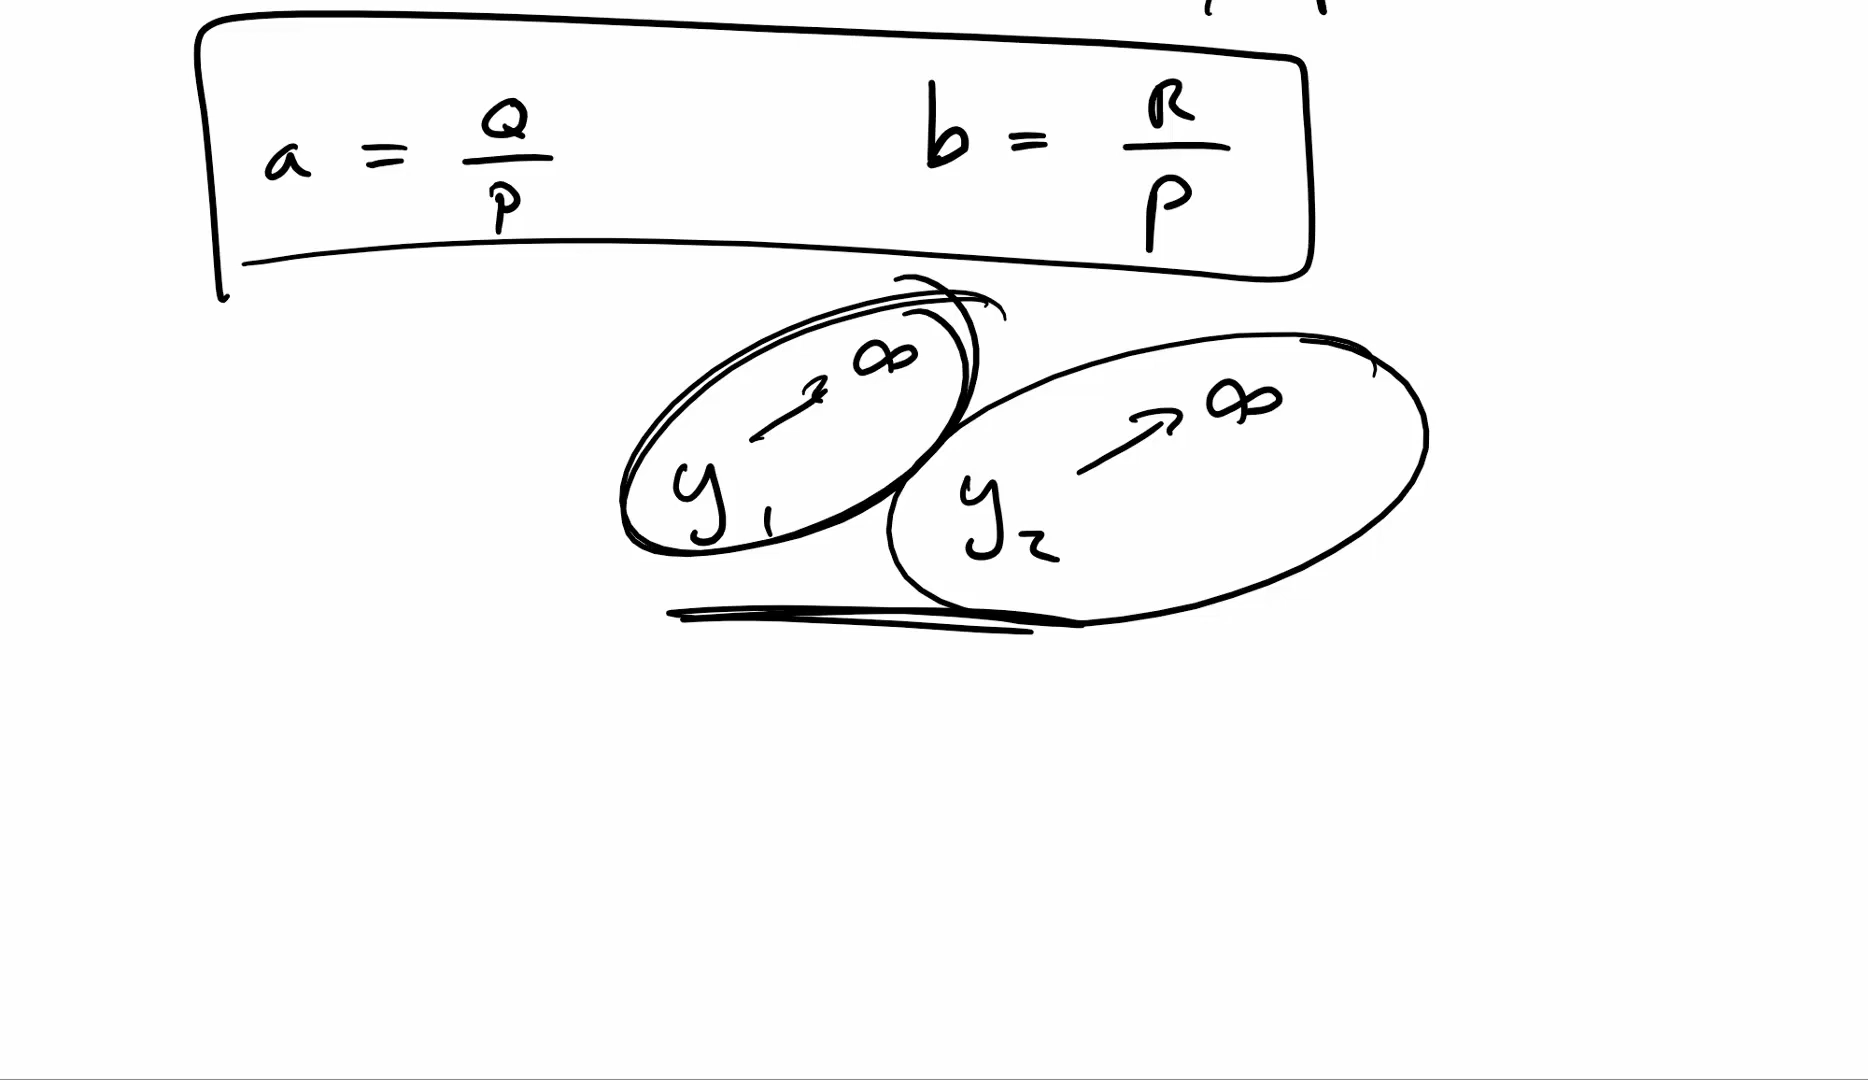 a = Q/P b = R/P
y₁ → ∞ y₂ → ∞